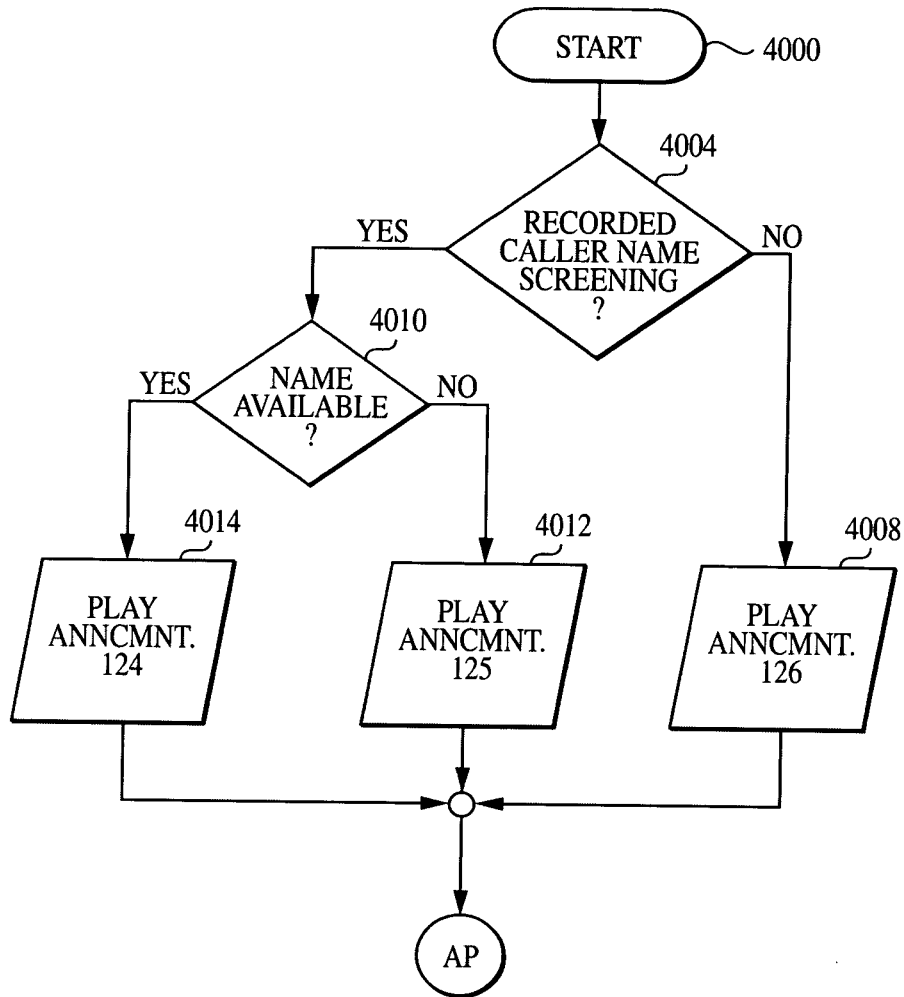 START
4000
4004
RECORDED
CALLER NAME
SCREENING
?
YES
NO
4010
NAME
AVAILABLE
?
YES
NO
4014
PLAY
ANNCMNT.
124
4012
PLAY
ANNCMNT.
125
4008
PLAY
ANNCMNT.
126
AP